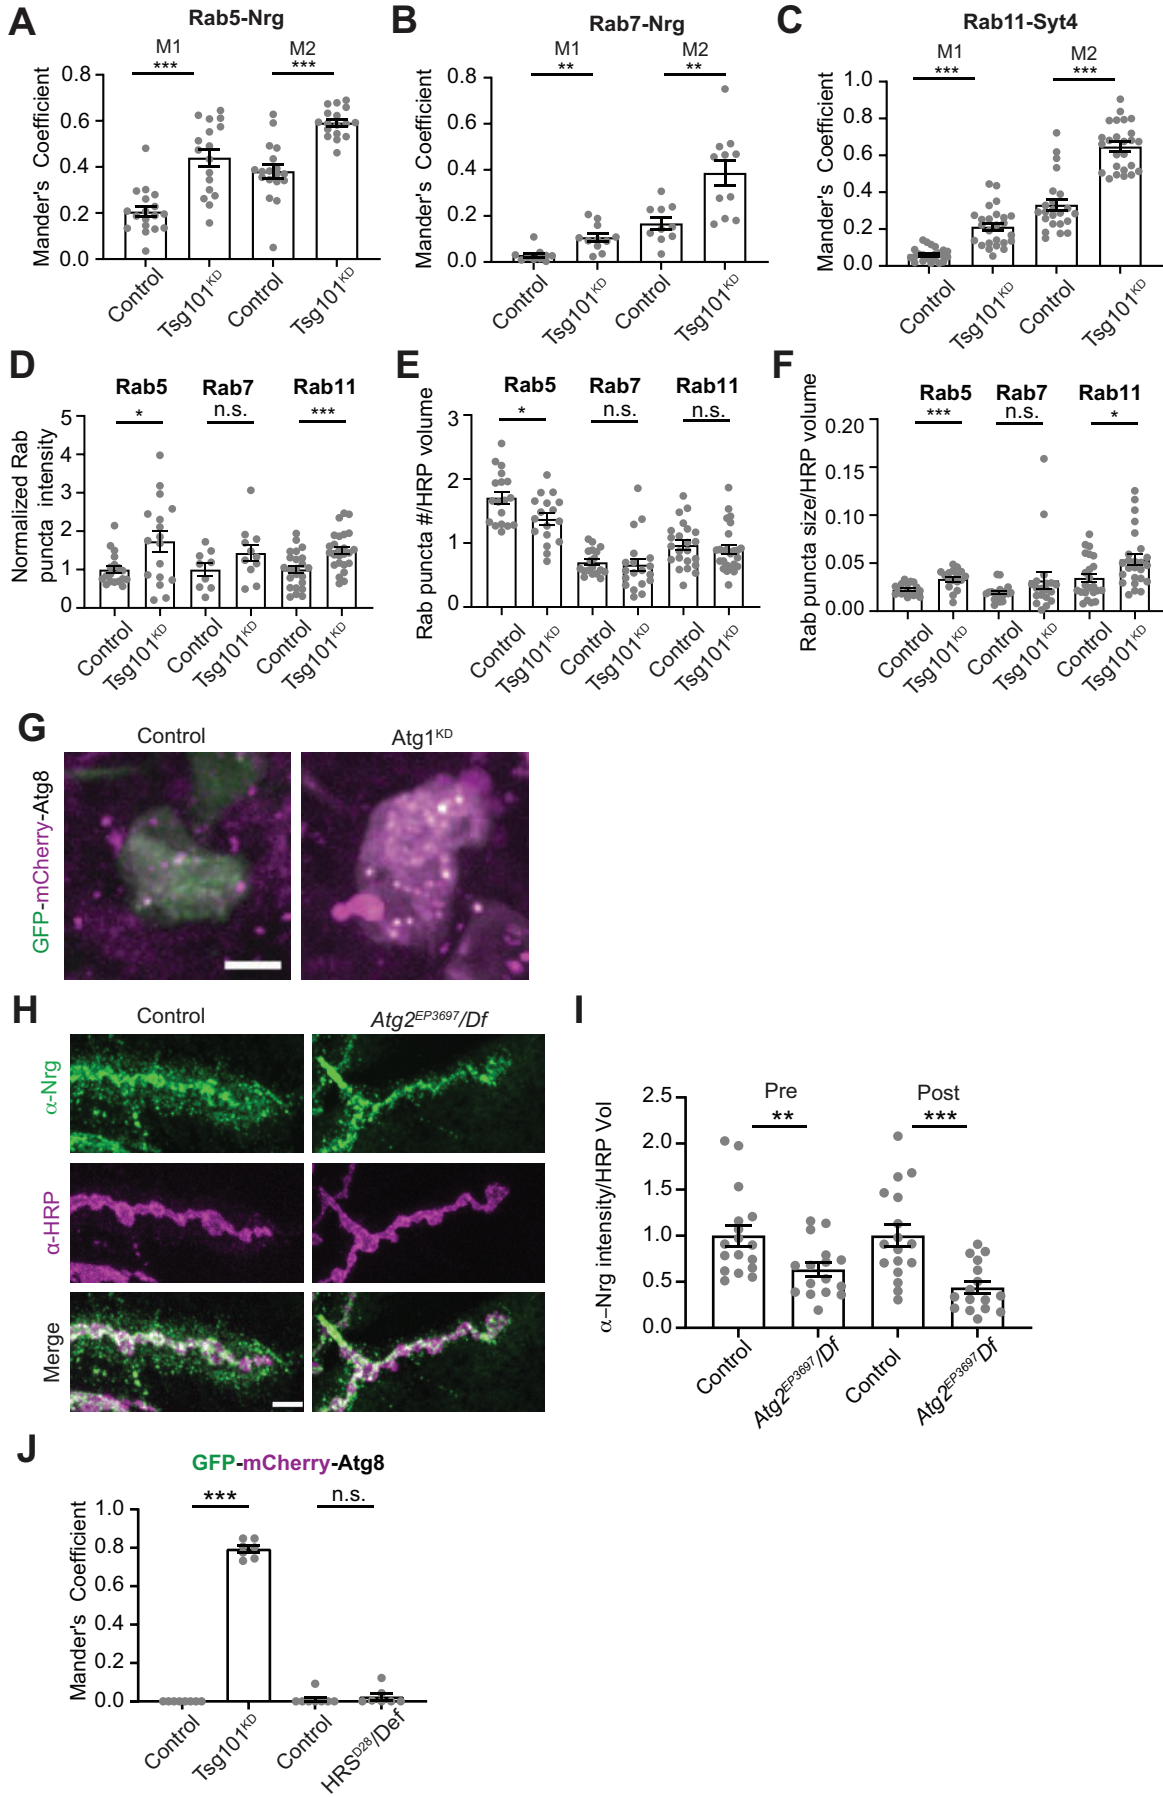 A
Rab5-Nrg
M1
M2
***
***
Mander's Coefficient
0.8
0.6
0.4
0.2
0.0
Control
Tsg101KD
Control
Tsg101KD
B
Rab7-Nrg
M1
M2
**
**
Mander's Coefficient
0.8
0.6
0.4
0.2
0.0
Control
Tsg101KD
Control
Tsg101KD
C
Rab11-Syt4
M1
M2
***
***
Mander's Coefficient
1.0
0.8
0.6
0.4
0.2
0.0
Control
Tsg101KD
Control
Tsg101KD
D
Rab5
Rab7
Rab11
*
n.s.
***
Normalized Rab
puncta intensity
5
4
3
2
1
0
Control
Tsg101KD
Control
Tsg101KD
Control
Tsg101KD
E
Rab5
Rab7
Rab11
*
n.s.
n.s.
Rab puncta #/HRP volume
3
2
1
0
Control
Tsg101KD
Control
Tsg101KD
Control
Tsg101KD
F
Rab5
Rab7
Rab11
***
n.s.
*
Rab puncta size/HRP volume
0.20
0.15
0.10
0.05
0.00
Control
Tsg101KD
Control
Tsg101KD
Control
Tsg101KD
G
Control
Atg1KD
GFP-mCherry-Atg8
H
Control
Atg2EP3697/Df
α-Nrg
α-HRP
Merge
I
Pre
Post
**
***
α–Nrg intensity/HRP Vol
2.5
2.0
1.5
1.0
0.5
0.0
Control
Atg2EP3697/Df
Control
Atg2EP3697/Df
J
GFP-mCherry-Atg8
***
n.s.
Mander's Coefficient
1.0
0.8
0.6
0.4
0.2
0.0
Control
Tsg101KD
Control
HRSD28/Def